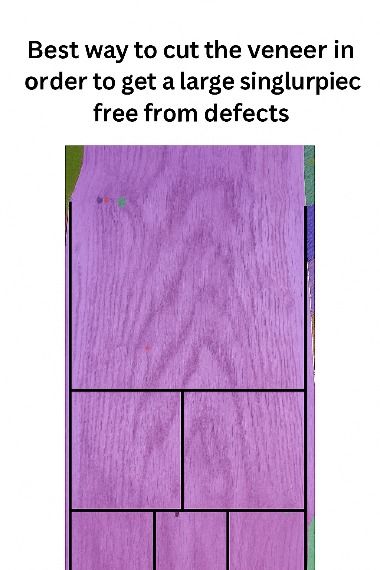 Best way to cut the veneer in
order to get a large singlurpiec
free from defects